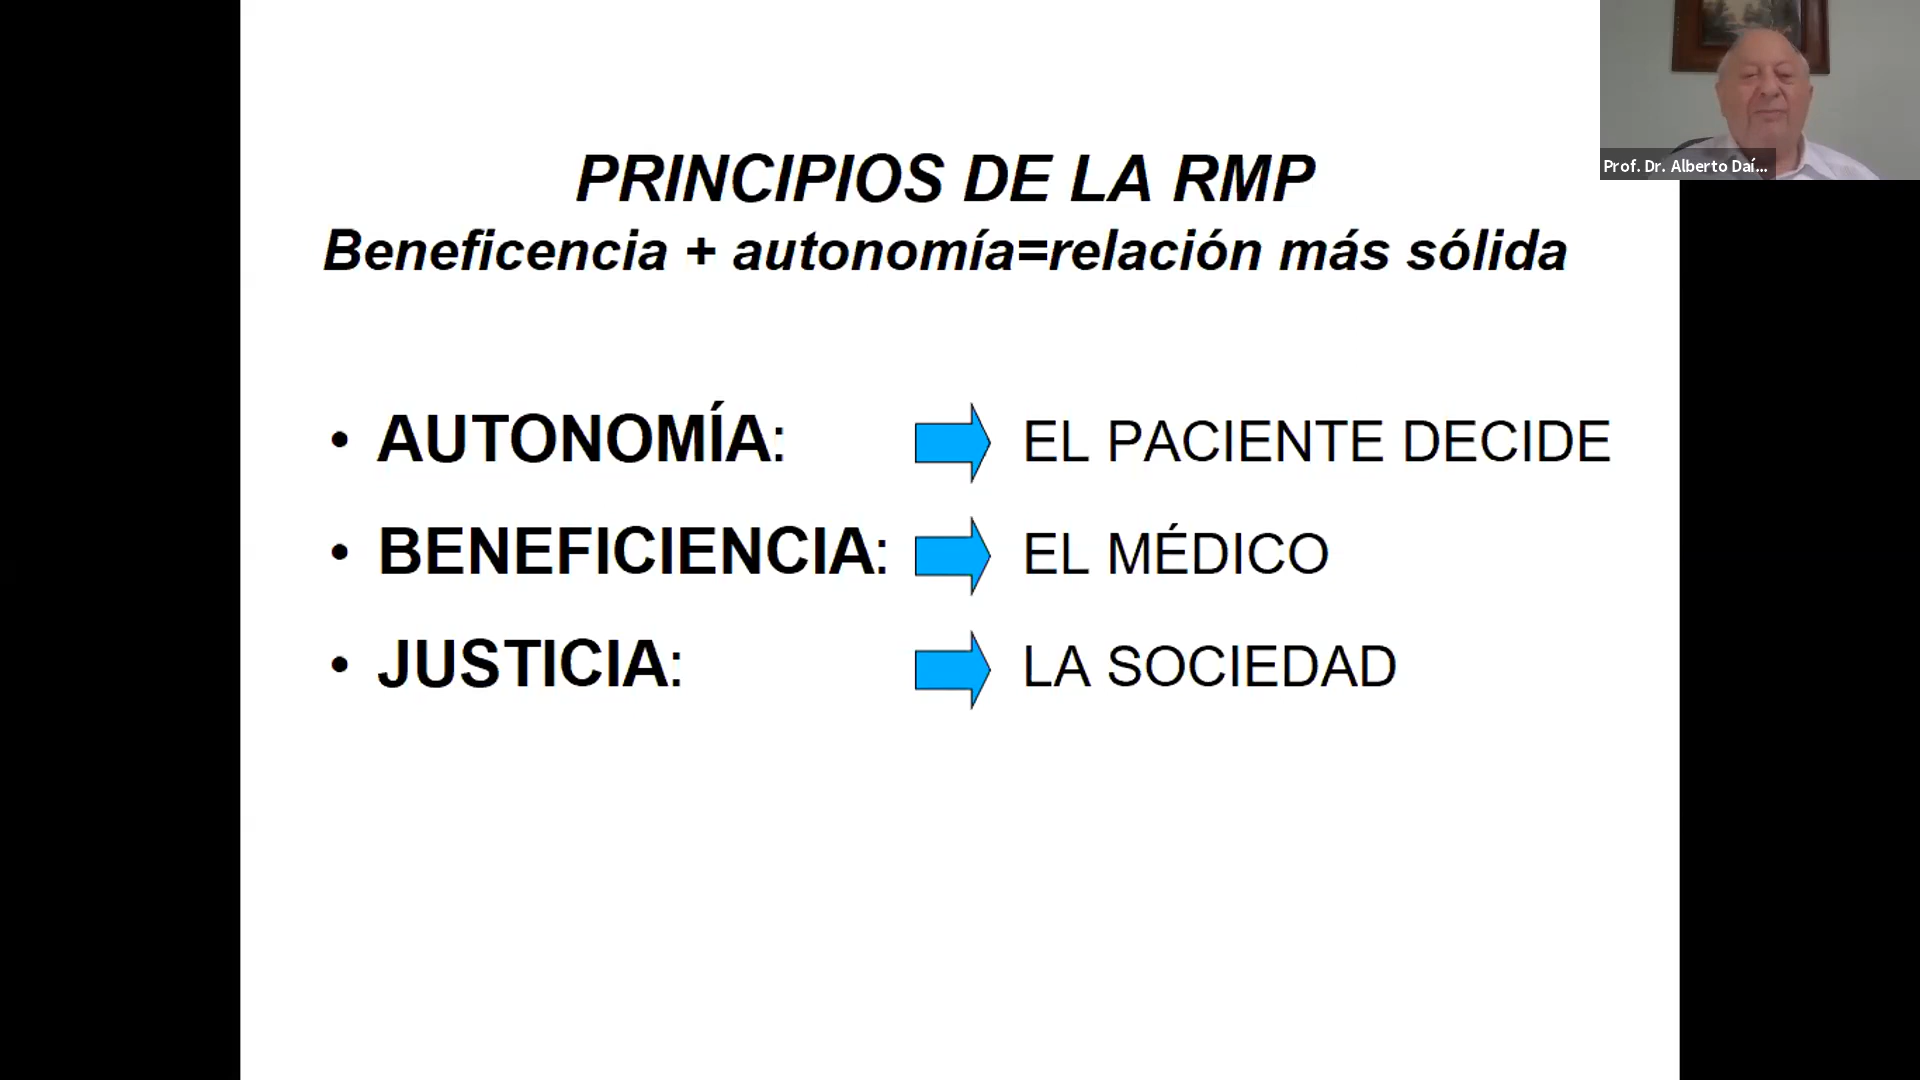 PRINCIPIOS DE LA RMP
Beneficencia + autonomía=relación más sólida
• AUTONOMÍA: EL PACIENTE DECIDE
• BENEFICIENCIA: EL MÉDICO
• JUSTICIA: LA SOCIEDAD
Prof. Dr. Alberto Daí...